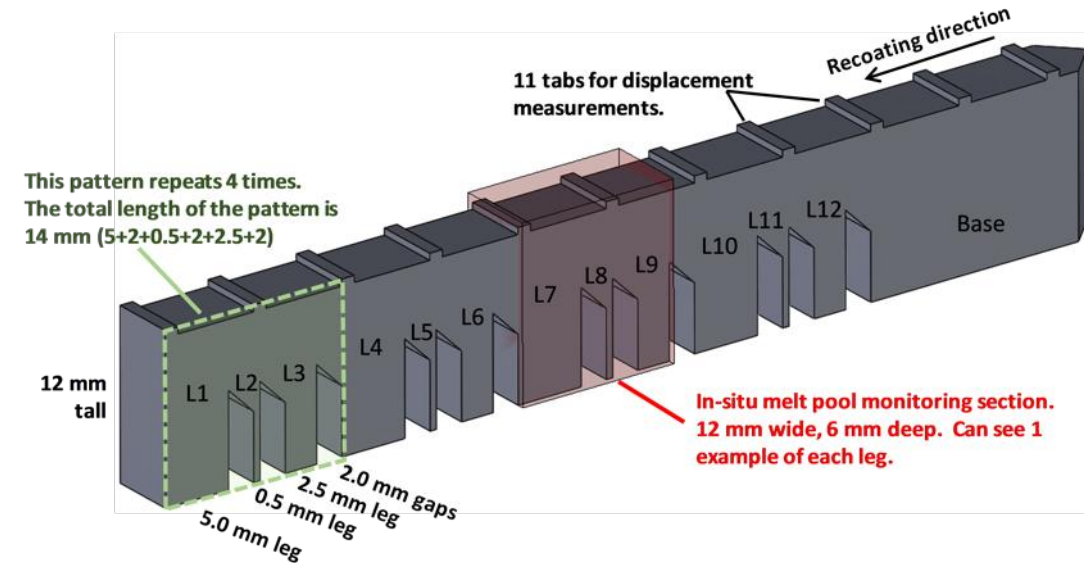 Recoating direction
11 tabs for displacement
measurements.
This pattern repeats 4 times.
The total length of the pattern is
14 mm (5+2+0.5+2+2.5+2)
12 mm
tall
L1
L2
L3
L4
L5
L6
L7
L8
L9
L10
L11
L12
Base
In-situ melt pool monitoring section.
12 mm wide, 6 mm deep. Can see 1
example of each leg.
2.0 mm gaps
2.5 mm leg
0.5 mm leg
5.0 mm leg